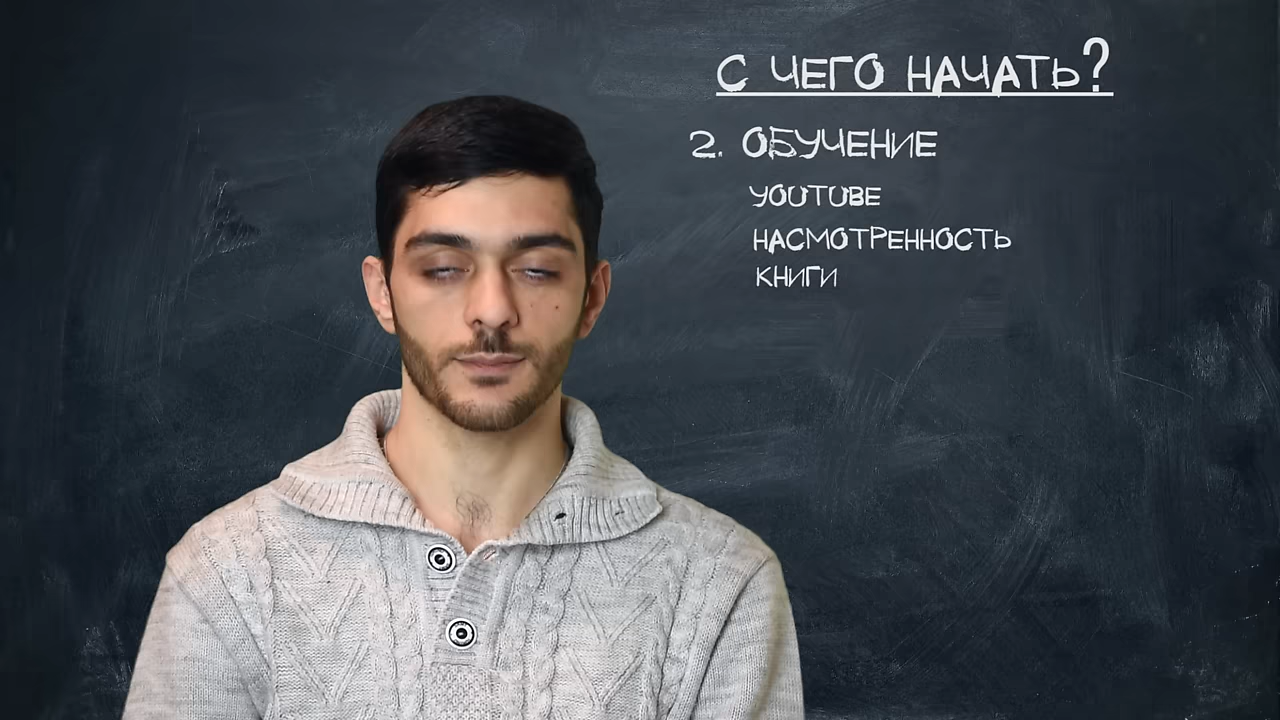 С ЧЕГО НАЧАТЬ?
2. ОБУЧЕНИЕ
YOUTUBE
НАСМОТРЕННОСТЬ
КНИГИ